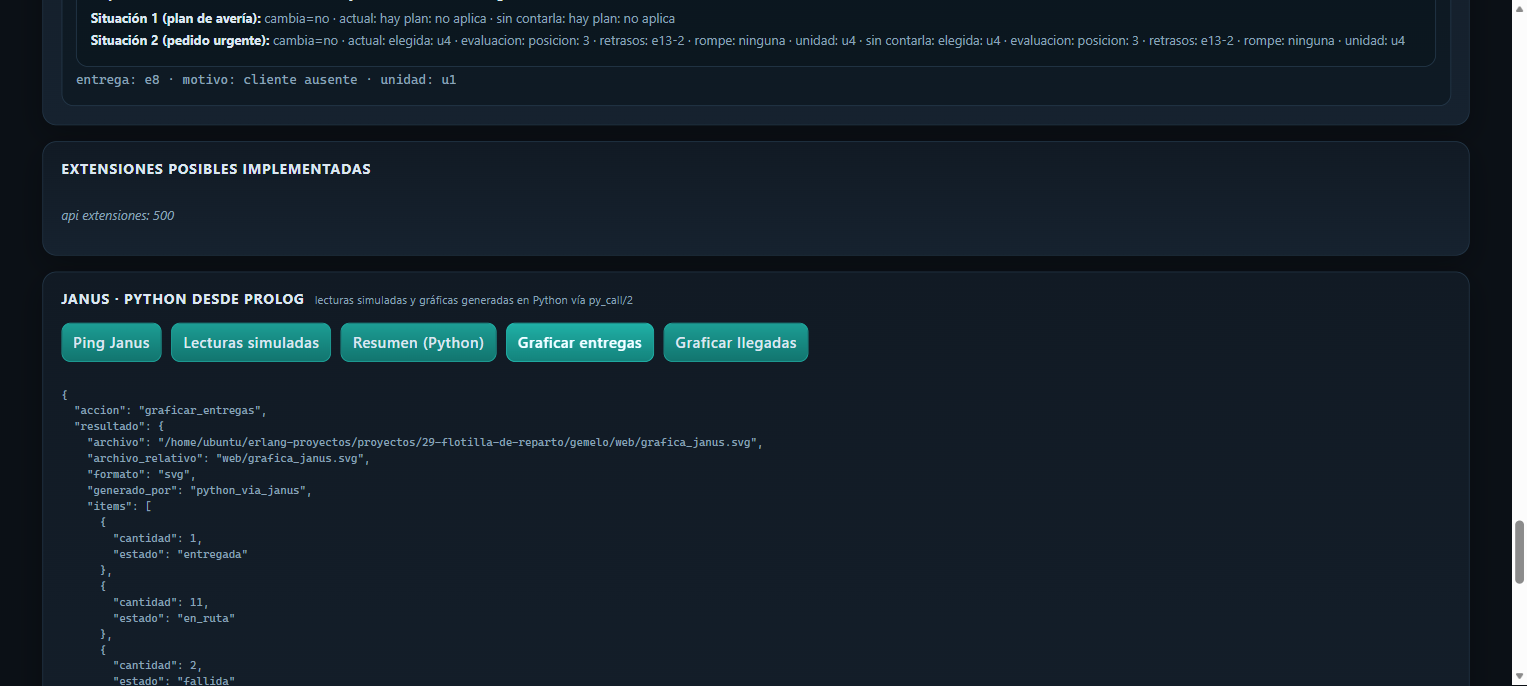 Situación 1 (plan de avería): cambia=no · actual: hay plan: no aplica · sin contarla: hay plan: no aplica
Situación 2 (pedido urgente): cambia=no · actual: elegida: u4 · evaluacion: posicion: 3 · retrasos: e13-2 · rompe: ninguna · unidad: u4 · sin contarla: elegida: u4 · evaluacion: posicion: 3 · retrasos: e13-2 · rompe: ninguna · unidad: u4
entrega: e8 · motivo: cliente ausente · unidad: u1
EXTENSIONES POSIBLES IMPLEMENTADAS
api extensiones: 500
JANUS · PYTHON DESDE PROLOG lecturas simuladas y gráficas generadas en Python vía py_call/2
Ping Janus Lecturas simuladas Resumen (Python) Graficar entregas Graficar llegadas
{
"accion": "graficar_entregas",
"resultado": {
"archivo": "/home/ubuntu/erlang-proyectos/proyectos/29-flotilla-de-reparto/gemelo/web/grafica_janus.svg",
"archivo_relativo": "web/grafica_janus.svg",
"formato": "svg",
"generado_por": "python_via_janus",
"items": [
{
"cantidad": 1,
"estado": "entregada"
},
{
"cantidad": 11,
"estado": "en_ruta"
},
{
"cantidad": 2,
"estado": "fallida"